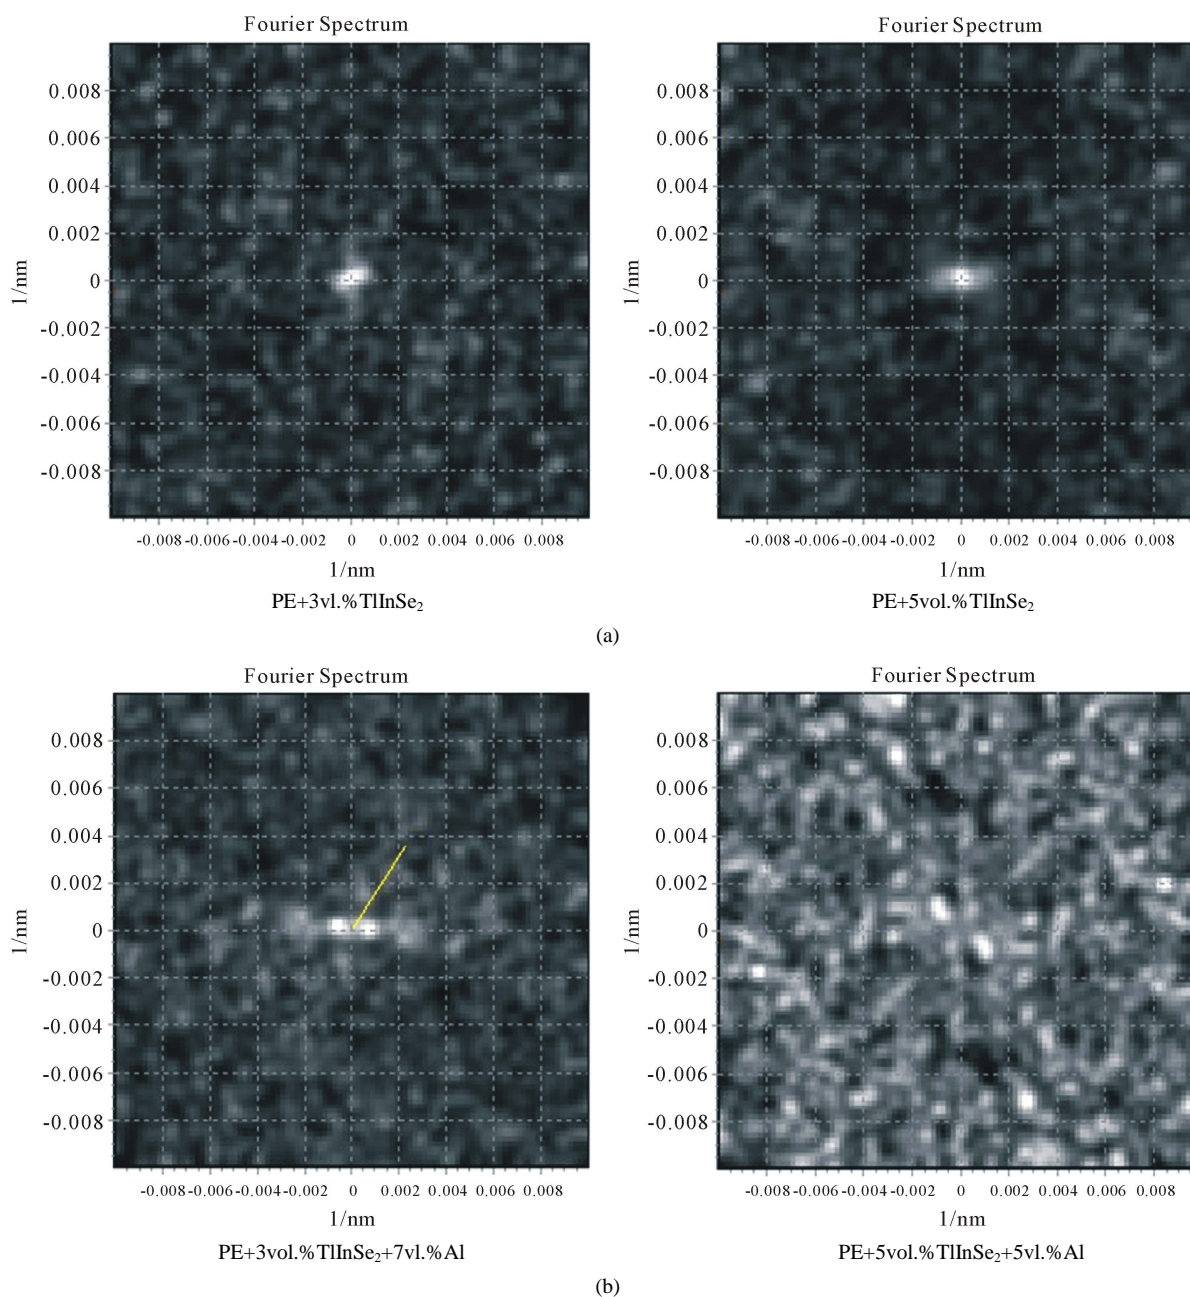 Fourier Spectrum
0.008
0.006
0.004
0.002
0
-0.002
-0.004
-0.006
-0.008
1/nm
-0.008 -0.006 -0.004 -0.002 0 0.002 0.004 0.006 0.008
1/nm
PE+3vl.%TlInSe₂
Fourier Spectrum
0.008
0.006
0.004
0.002
0
-0.002
-0.004
-0.006
-0.008
1/nm
-0.008 -0.006 -0.004 -0.002 0 0.002 0.004 0.006 0.008
1/nm
PE+5vol.%TlInSe₂
(a)
Fourier Spectrum
0.008
0.006
0.004
0.002
0
-0.002
-0.004
-0.006
-0.008
1/nm
-0.008 -0.006 -0.004 -0.002 0 0.002 0.004 0.006 0.008
1/nm
PE+3vol.%TlInSe₂+7vl.%Al
Fourier Spectrum
0.008
0.006
0.004
0.002
0
-0.002
-0.004
-0.006
-0.008
1/nm
-0.008 -0.006 -0.004 -0.002 0 0.002 0.004 0.006 0.008
1/nm
PE+5vol.%TlInSe₂+5vl.%Al
(b)